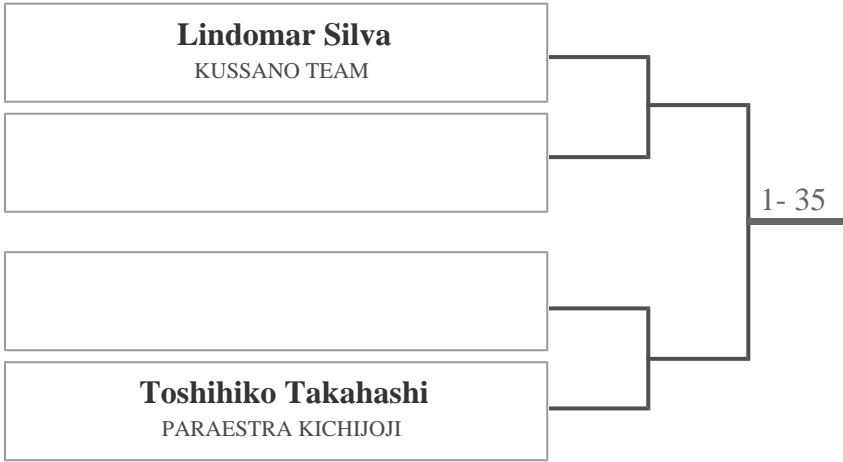 Lindomar Silva
KUSSANO TEAM
1- 35
Toshihiko Takahashi
PARAESTRA KICHIJOJI